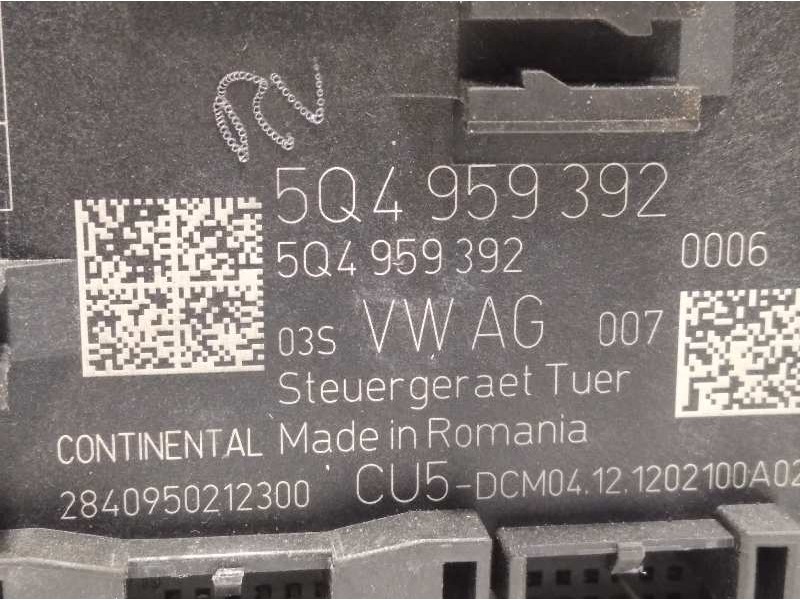 5Q4 959 392
5Q4 959 392 0006
03S VW AG 007
Steuergeraet Tuer
CONTINENTAL Made in Romania
2840950212300 CU5-DCM04.12.1202100A02